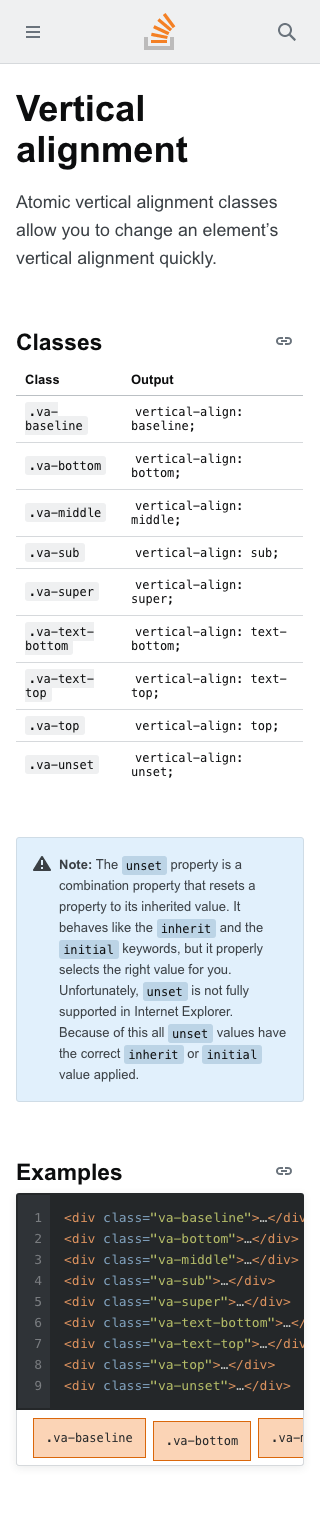 Vertical
alignment
Atomic vertical alignment classes
allow you to change an element’s
vertical alignment quickly.
Classes
Class Output
.va-
baseline
vertical-align:
baseline;
.va-bottom
vertical-align:
bottom;
.va-middle
vertical-align:
middle;
.va-sub vertical-align: sub;
.va-super
vertical-align:
super;
.va-text-
bottom
vertical-align: text-
bottom;
.va-text-
top
vertical-align: text-
top;
.va-top vertical-align: top;
.va-unset
vertical-align:
unset;
Note: The unset property is a
combination property that resets a
property to its inherited value. It
behaves like the inherit and the
initial keywords, but it properly
selects the right value for you.
Unfortunately, unset is not fully
supported in Internet Explorer.
Because of this all unset values have
the correct inherit or initial
value applied.
Examples
1 <div class="va-baseline">…</div
2 <div class="va-bottom">…</div>
3 <div class="va-middle">…</div>
4 <div class="va-sub">…</div>
5 <div class="va-super">…</div>
6 <div class="va-text-bottom">…</
7 <div class="va-text-top">…</div
8 <div class="va-top">…</div>
9 <div class="va-unset">…</div>
.va-baseline .va-bottom